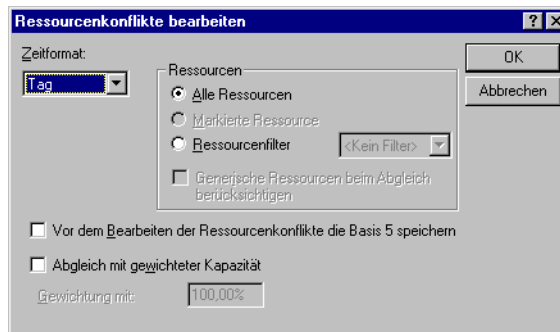 Ressourcenkonflikte bearbeiten
Zeitformat:
Tag
Ressourcen
Alle Ressourcen
Markierte Ressource
Ressourcenfilter
<Kein Filter>
Generische Ressourcen beim Abgleich
berücksichtigen
OK
Abbrechen
Vor dem Bearbeiten der Ressourcenkonflikte die Basis 5 speichern
Abgleich mit gewichteter Kapazität
Gewichtung mit:
100,00%